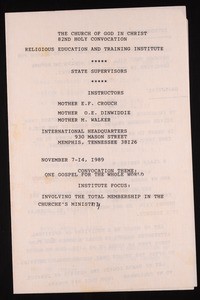 THE CHURCH OF GOD IN CHRIST
82ND HOLY CONVOCATION
RELIGIOUS EDUCATION AND TRAINING INSTITUTE
*****
STATE SUPERVISORS
*****
INSTRUCTORS
MOTHER E.F. CROUCH
MOTHER O.E. DINWIDDIE
MOTHER M. WALKER
INTERNATIONAL HEADQUARTERS
930 MASON STREET
MEMPHIS, TENNESSEE 38126
NOVEMBER 7-14, 1989
CONVOCATION THEME:
ONE GOSPEL FOR THE WHOLE WORLD
INSTITUTE FOCUS:
INVOLVING THE TOTAL MEMBERSHIP IN THE
CHURCHE'S MINISTRY